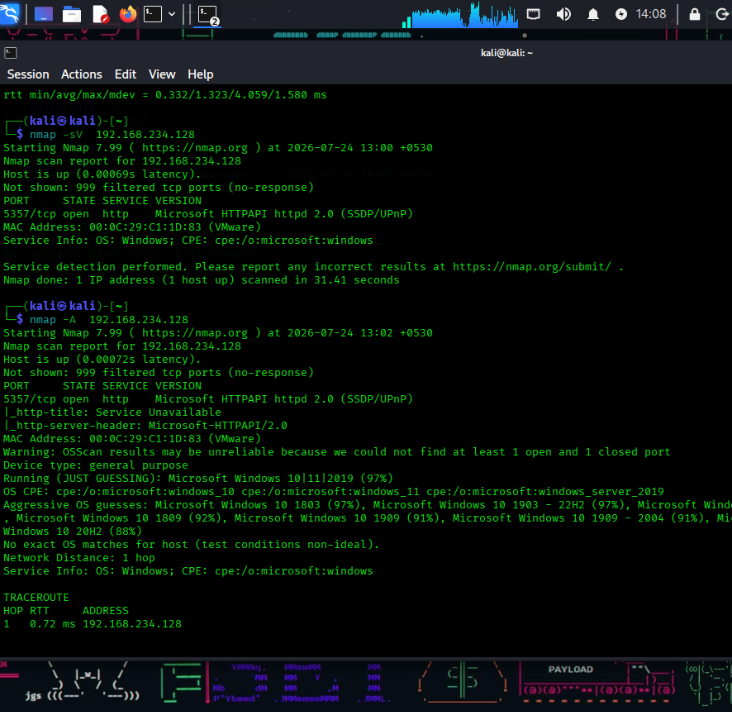 2
14:08
kali@kali: ~
Session Actions Edit View Help
rtt min/avg/max/mdev = 0.332/1.323/4.059/1.580 ms
┌──(kali㉿kali)-[~]
└─$ nmap -sV  192.168.234.128
Starting Nmap 7.99 ( https://nmap.org ) at 2026-07-24 13:00 +0530
Nmap scan report for 192.168.234.128
Host is up (0.00069s latency).
Not shown: 999 filtered tcp ports (no-response)
PORT     STATE SERVICE VERSION
5357/tcp open  http    Microsoft HTTPAPI httpd 2.0 (SSDP/UPnP)
MAC Address: 00:0C:29:C1:1D:83 (VMware)
Service Info: OS: Windows; CPE: cpe:/o:microsoft:windows
Service detection performed. Please report any incorrect results at https://nmap.org/submit/ .
Nmap done: 1 IP address (1 host up) scanned in 31.41 seconds
┌──(kali㉿kali)-[~]
└─$ nmap -A  192.168.234.128
Starting Nmap 7.99 ( https://nmap.org ) at 2026-07-24 13:02 +0530
Nmap scan report for 192.168.234.128
Host is up (0.00072s latency).
Not shown: 999 filtered tcp ports (no-response)
PORT     STATE SERVICE VERSION
5357/tcp open  http    Microsoft HTTPAPI httpd 2.0 (SSDP/UPnP)
|_http-title: Service Unavailable
|_http-server-header: Microsoft-HTTPAPI/2.0
MAC Address: 00:0C:29:C1:1D:83 (VMware)
Warning: OSScan results may be unreliable because we could not find at least 1 open and 1 closed port
Device type: general purpose
Running (JUST GUESSING): Microsoft Windows 10|11|2019 (97%)
OS CPE: cpe:/o:microsoft:windows_10 cpe:/o:microsoft:windows_11 cpe:/o:microsoft:windows_server_2019
Aggressive OS guesses: Microsoft Windows 10 1803 (97%), Microsoft Windows 10 1903 - 22H2 (97%), Microsoft Wind
, Microsoft Windows 10 1809 (92%), Microsoft Windows 10 1909 (91%), Microsoft Windows 10 1909 - 2004 (91%), Mi
Windows 10 20H2 (88%)
No exact OS matches for host (test conditions non-ideal).
Network Distance: 1 hop
Service Info: OS: Windows; CPE: cpe:/o:microsoft:windows
TRACEROUTE
HOP RTT     ADDRESS
1   0.72 ms 192.168.234.128
PAYLOAD
jgs